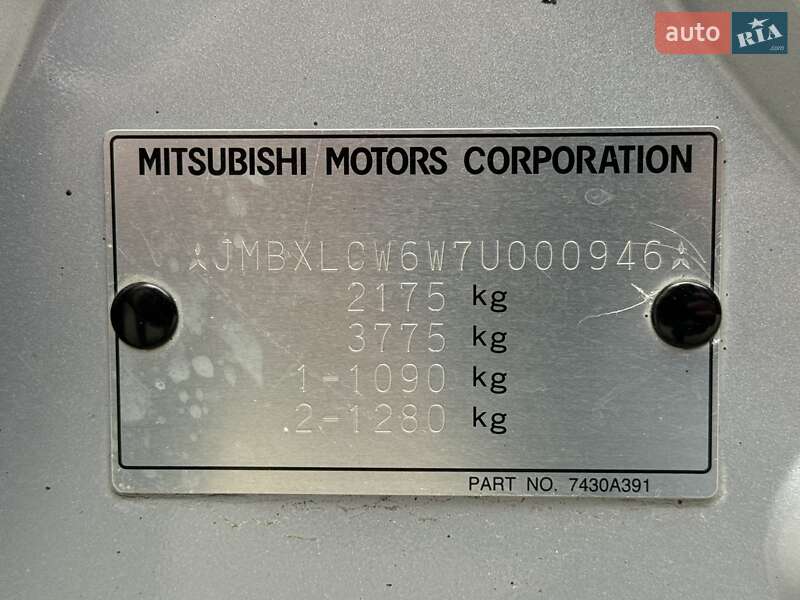 auto RIA .com
MITSUBISHI MOTORS CORPORATION
JMBXLCW6W7U000946
2175 kg
3775 kg
1-1090 kg
2-1280 kg
PART NO. 7430A391